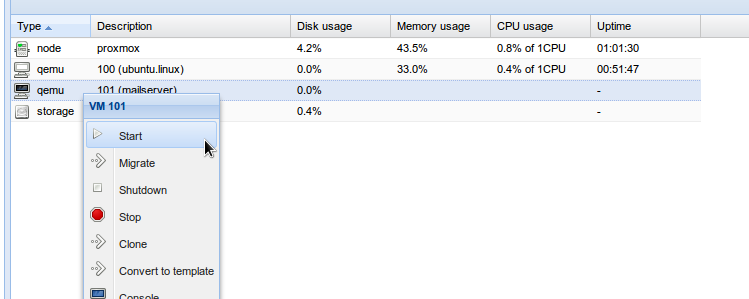 Type Description Disk usage Memory usage CPU usage Uptime
node proxmox 4.2% 43.5% 0.8% of 1CPU 01:01:30
qemu 100 (ubuntu.linux) 0.0% 33.0% 0.4% of 1CPU 00:51:47
qemu 101 (mailserver) 0.0% -
storage 0.4% -
VM 101
Start
Migrate
Shutdown
Stop
Clone
Convert to template
Console